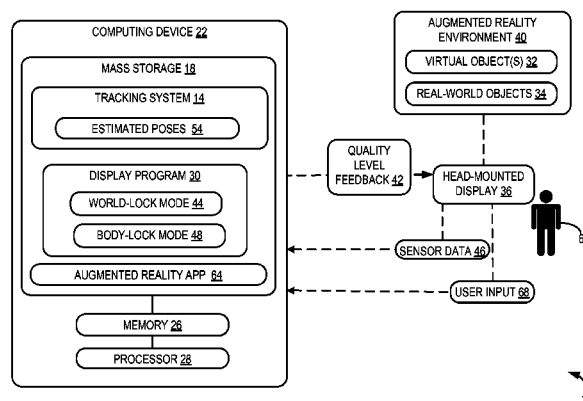 COMPUTING DEVICE 22
MASS STORAGE 18
TRACKING SYSTEM 14
ESTIMATED POSES 54
DISPLAY PROGRAM 30
WORLD-LOCK MODE 44
BODY-LOCK MODE 48
AUGMENTED REALITY APP 64
MEMORY 26
PROCESSOR 28
AUGMENTED REALITY
ENVIRONMENT 40
VIRTUAL OBJECT(S) 32
REAL-WORLD OBJECTS 34
QUALITY
LEVEL
FEEDBACK 42
HEAD-MOUNTED
DISPLAY 36
SENSOR DATA 46
USER INPUT 68